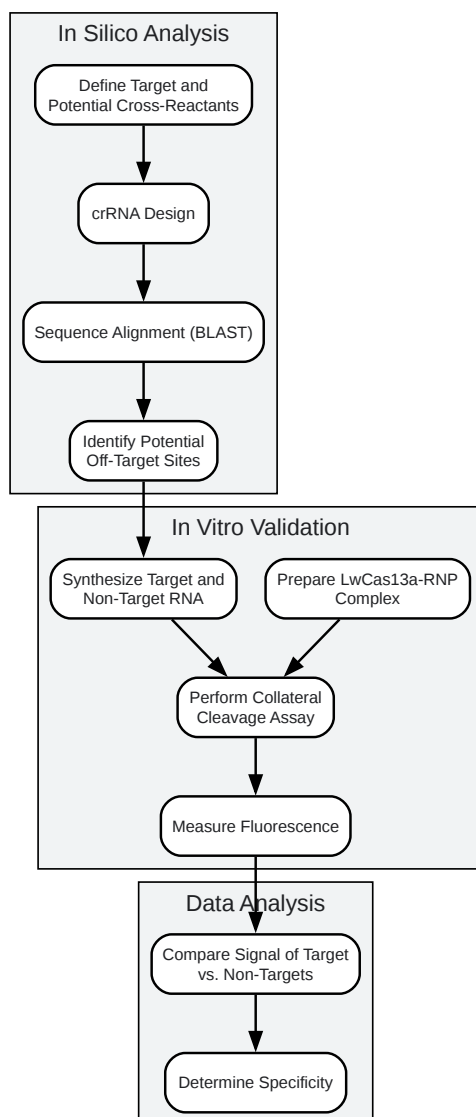 In Silico Analysis
Define Target and
Potential Cross-Reactants
crRNA Design
Sequence Alignment (BLAST)
Identify Potential
Off-Target Sites
In Vitro Validation
Synthesize Target and
Non-Target RNA
Prepare LwCas13a-RNP
Complex
Perform Collateral
Cleavage Assay
Measure Fluorescence
Data Analysis
Compare Signal of Target
vs. Non-Targets
Determine Specificity